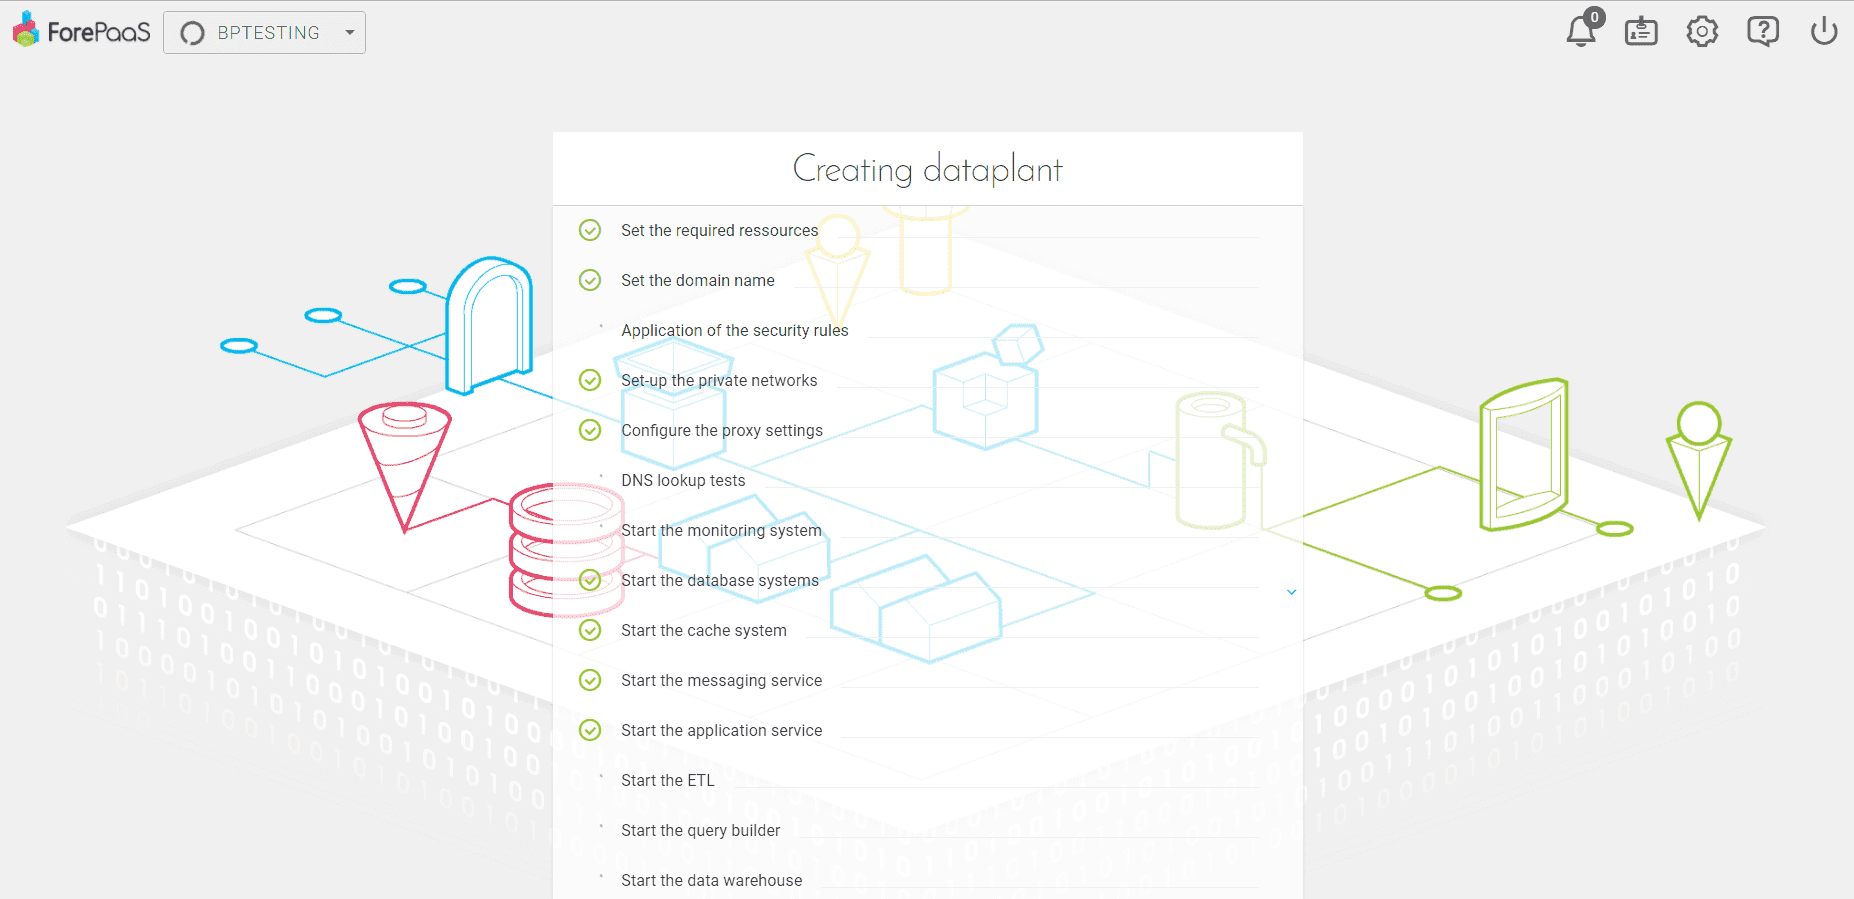 ForePaaS
BPTESTING
0
Creating dataplant
Set the required ressources
Set the domain name
Application of the security rules
Set-up the private networks
Configure the proxy settings
DNS lookup tests
Start the monitoring system
Start the database systems
Start the cache system
Start the messaging service
Start the application service
Start the ETL
Start the query builder
Start the data warehouse